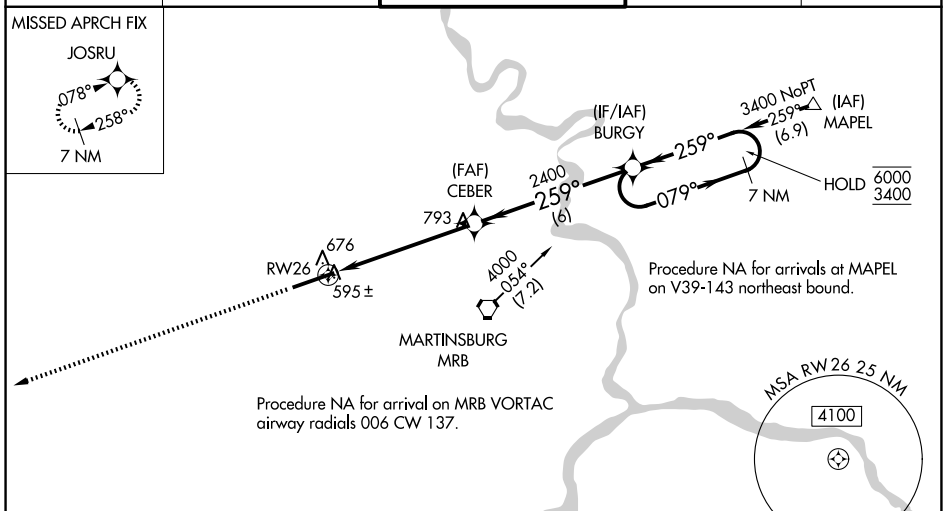 MISSED APRCH FIX
JOSRU
078°
258°
7 NM
(IF/IAF)
BURGY
3400 NoPT
259°
(6.9)
(IAF)
MAPEL
259°
079°
7 NM
HOLD
6000
3400
(FAF)
CEBER
2400
259°
(6)
793
676
RW26
595 ±
4000
054°
(7.2)
MARTINSBURG
MRB
Procedure NA for arrivals at MAPEL
on V39-143 northeast bound.
Procedure NA for arrival on MRB VORTAC
airway radials 006 CW 137.
MSA RW 26 25 NM
4100